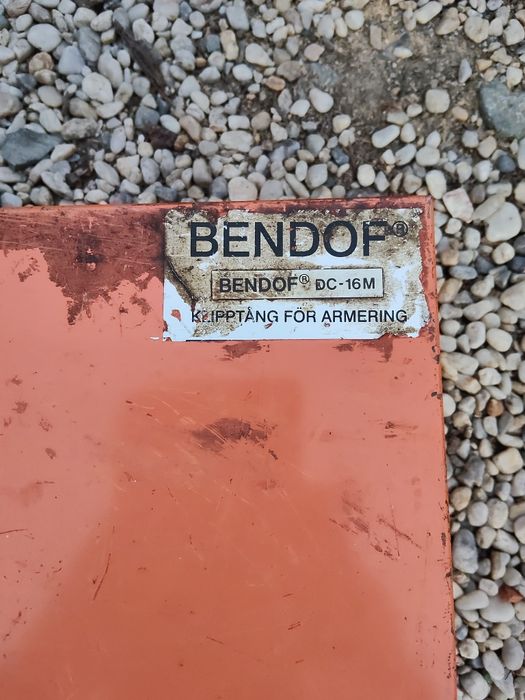 BENDOF®
BENDOF® DC-16M
KLIPPTÅNG FÖR ARMERING